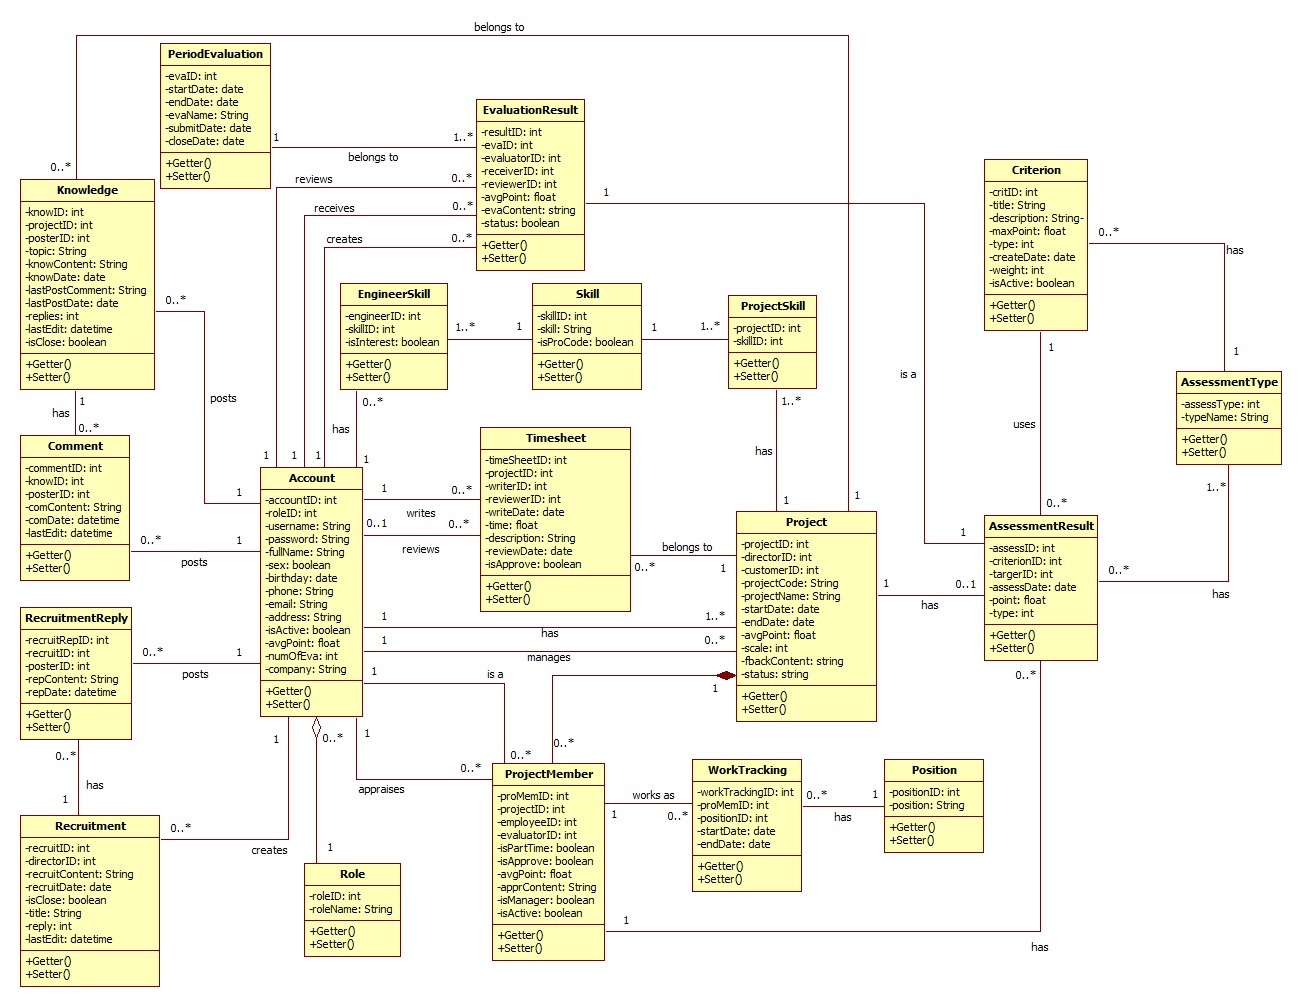 belongs to
PeriodEvaluation
-evaID: int
-startDate: date
-endDate: date
-evaName: String
-submitDate: date
-closeDate: date
+Getter()
+Setter()
1
1..*
belongs to
EvaluationResult
-resultID: int
-evaID: int
-evaluatorID: int
-receiverID: int
-reviewerID: int
-avgPoint: float
-evaContent: string
-status: boolean
+Getter()
+Setter()
reviews
0..*
receives
0..*
creates
0..*
1
0..*
Knowledge
-knowID: int
-projectID: int
-posterID: int
-topic: String
-knowContent: String
-knowDate: date
-lastPostComment: String
-lastPostDate: date
-replies: int
-lastEdit: datetime
-isClose: boolean
+Getter()
+Setter()
0..*
posts
1
Criterion
-critID: int
-title: String
-description: String-
-maxPoint: float
-type: int
-createDate: date
-weight: int
-isActive: boolean
+Getter()
+Setter()
0..*
has
1
EngineerSkill
-engineerID: int
-skillID: int
-isInterest: boolean
+Getter()
+Setter()
1..*
1
Skill
-skillID: int
-skill: String
-isProCode: boolean
+Getter()
+Setter()
1
1..*
ProjectSkill
-projectID: int
-skillID: int
+Getter()
+Setter()
1..*
has
1
1
is a
1
1
uses
0..*
AssessmentType
-assessType: int
-typeName: String
+Getter()
+Setter()
1..*
1
has
0..*
Comment
-commentID: int
-knowID: int
-posterID: int
-comContent: String
-comDate: datetime
-lastEdit: datetime
+Getter()
+Setter()
0..*
posts
1
0..*
has
1
1
1
1
Account
-accountID: int
-roleID: int
-username: String
-password: String
-fullName: String
-sex: boolean
-birthday: date
-phone: String
-email: String
-address: String
-isActive: boolean
-avgPoint: float
-numOfEva: int
-company: String
+Getter()
+Setter()
Timesheet
-timeSheetID: int
-projectID: int
-writerID: int
-reviewerID: int
-writeDate: date
-time: float
-description: String
-reviewDate: date
-isApprove: boolean
+Getter()
+Setter()
1
0..*
writes
0..1
0..*
reviews
belongs to
0..*
1
Project
-projectID: int
-directorID: int
-customerID: int
-projectCode: String
-projectName: String
-startDate: date
-endDate: date
-avgPoint: float
-scale: int
-fbackContent: string
-status: string
+Getter()
+Setter()
AssessmentResult
-assessID: int
-criterionID: int
-targerID: int
-assessDate: date
-point: float
-type: int
+Getter()
+Setter()
1
0..1
has
0..*
has
0..*
RecruitmentReply
-recruitRepID: int
-recruitID: int
-posterID: int
-repContent: String
-repDate: datetime
+Getter()
+Setter()
0..*
posts
1
1
1..*
has
1
0..*
manages
1
is a
0..*
1
0..*
0..*
has
1
1
0..*
1
0..*
appraises
ProjectMember
-proMemID: int
-projectID: int
-employeeID: int
-evaluatorID: int
-isPartTime: boolean
-isApprove: boolean
-avgPoint: float
-apprContent: String
-isManager: boolean
-isActive: boolean
+Getter()
+Setter()
works as
1
0..*
WorkTracking
-workTrackingID: int
-proMemID: int
-positionID: int
-startDate: date
-endDate: date
+Getter()
+Setter()
0..*
1
has
Position
-positionID: int
-position: String
+Getter()
+Setter()
Recruitment
-recruitID: int
-directorID: int
-recruitContent: String
-recruitDate: date
-isClose: boolean
-title: String
-reply: int
-lastEdit: datetime
+Getter()
+Setter()
0..*
creates
1
Role
-roleID: int
-roleName: String
+Getter()
+Setter()
1
has